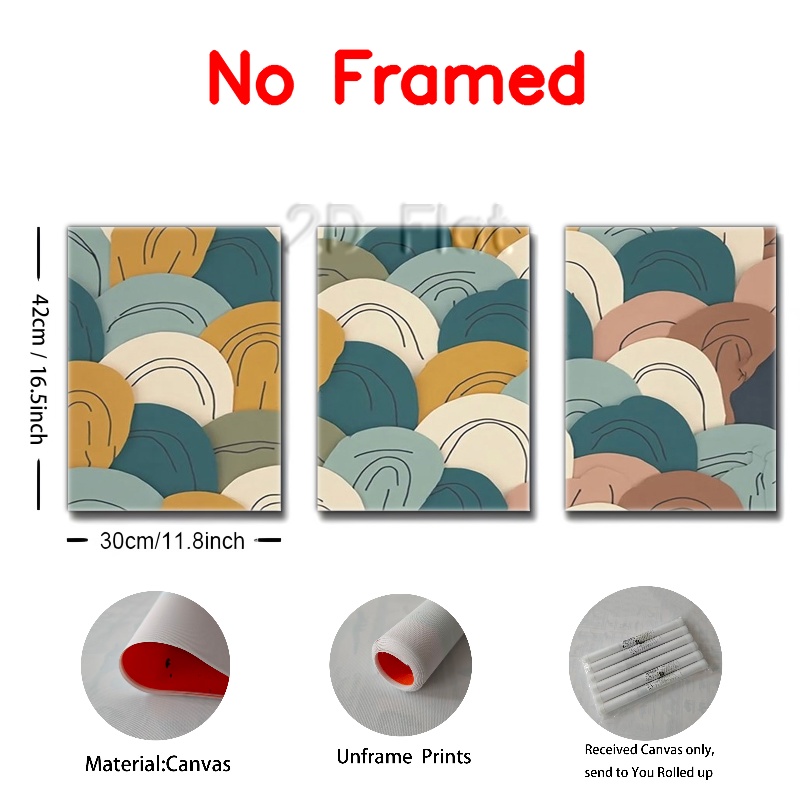 No Framed
2D Flat
42cm / 16.5inch
30cm/11.8inch
Material:Canvas
Unframe Prints
Received Canvas only,
send to You Rolled up